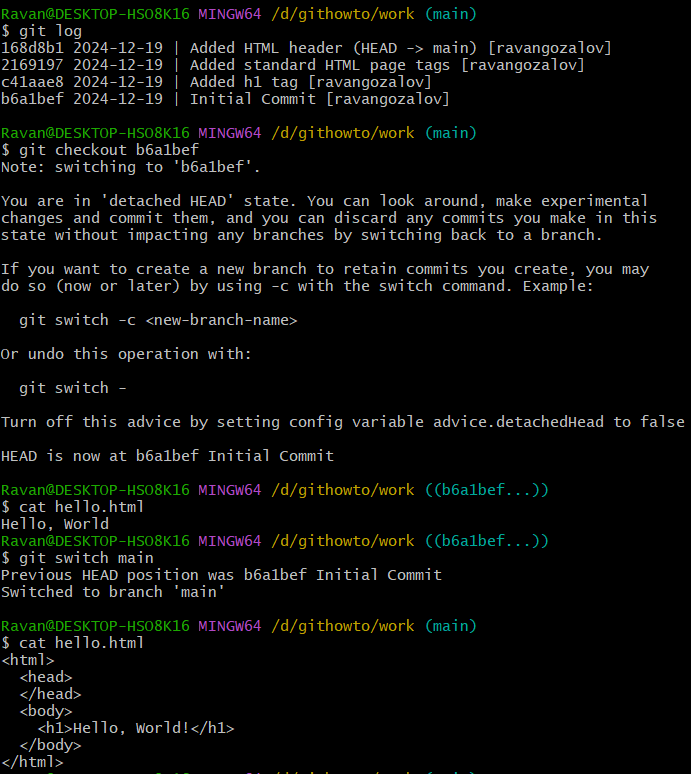 Ravan@DESKTOP-HSO8K16 MINGW64 /d/githowto/work (main)
$ git log
168d8b1 2024-12-19 | Added HTML header (HEAD -> main) [ravangozalov]
2169197 2024-12-19 | Added standard HTML page tags [ravangozalov]
c41aae8 2024-12-19 | Added h1 tag [ravangozalov]
b6a1bef 2024-12-19 | Initial Commit [ravangozalov]

Ravan@DESKTOP-HSO8K16 MINGW64 /d/githowto/work (main)
$ git checkout b6a1bef
Note: switching to 'b6a1bef'.

You are in 'detached HEAD' state. You can look around, make experimental
changes and commit them, and you can discard any commits you make in this
state without impacting any branches by switching back to a branch.

If you want to create a new branch to retain commits you create, you may
do so (now or later) by using -c with the switch command. Example:

  git switch -c <new-branch-name>

Or undo this operation with:

  git switch -

Turn off this advice by setting config variable advice.detachedHead to false

HEAD is now at b6a1bef Initial Commit

Ravan@DESKTOP-HSO8K16 MINGW64 /d/githowto/work ((b6a1bef...))
$ cat hello.html
Hello, World
Ravan@DESKTOP-HSO8K16 MINGW64 /d/githowto/work ((b6a1bef...))
$ git switch main
Previous HEAD position was b6a1bef Initial Commit
Switched to branch 'main'

Ravan@DESKTOP-HSO8K16 MINGW64 /d/githowto/work (main)
$ cat hello.html
<html>
  <head>
  </head>
  <body>
    <h1>Hello, World!</h1>
  </body>
</html>